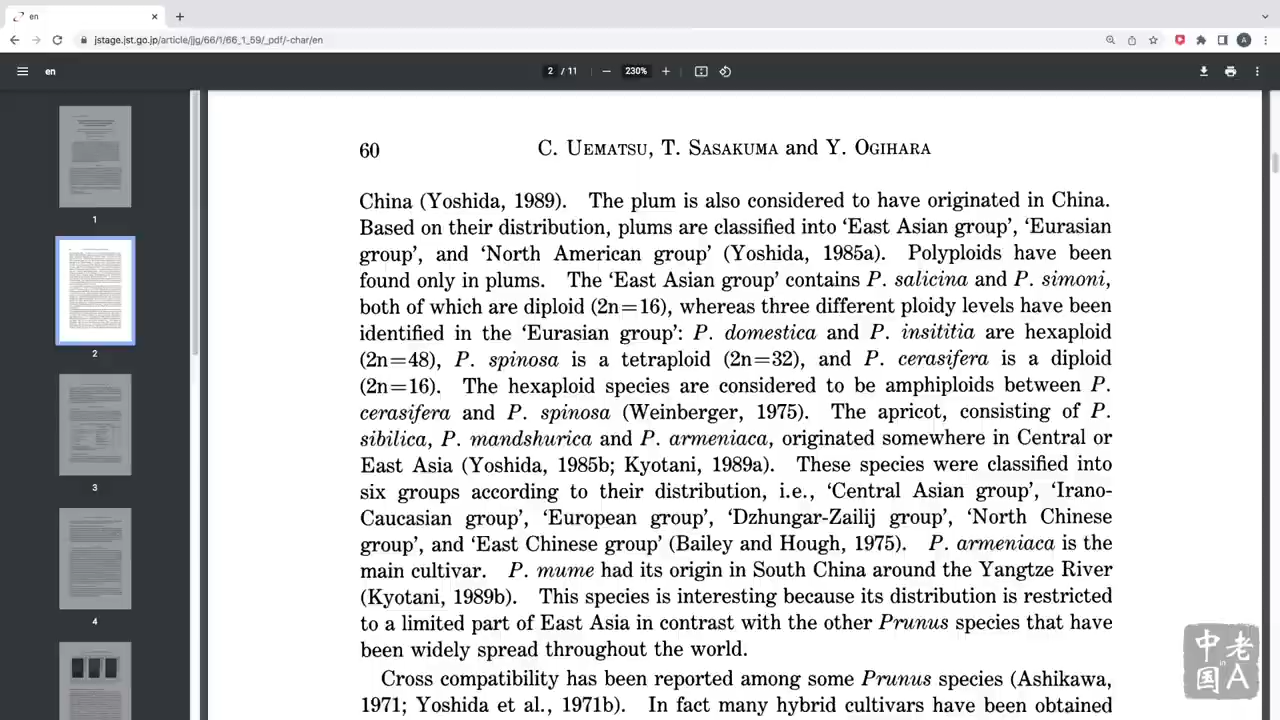 en
jstage.jst.go.jp/article/jjg/66/1/66_1_59/_pdf/-char/en
A
en
2 / 11
230%
1
2
3
4
60
C. UEMATSU, T. SASAKUMA and Y. OGIHARA
China (Yoshida, 1989). The plum is also considered to have originated in China.
Based on their distribution, plums are classified into ‘East Asian group’, ‘Eurasian
group’, and ‘North American group’ (Yoshida, 1985a). Polyploids have been
found only in plums. The ‘East Asian group’ contains P. salicina and P. simoni,
both of which are diploid (2n=16), whereas three different ploidy levels have been
identified in the ‘Eurasian group’: P. domestica and P. insititia are hexaploid
(2n=48), P. spinosa is a tetraploid (2n=32), and P. cerasifera is a diploid
(2n=16). The hexaploid species are considered to be amphiploids between P.
cerasifera and P. spinosa (Weinberger, 1975). The apricot, consisting of P.
sibilica, P. mandshurica and P. armeniaca, originated somewhere in Central or
East Asia (Yoshida, 1985b; Kyotani, 1989a). These species were classified into
six groups according to their distribution, i.e., ‘Central Asian group’, ‘Irano-
Caucasian group’, ‘European group’, ‘Dzhungar-Zailij group’, ‘North Chinese
group’, and ‘East Chinese group’ (Bailey and Hough, 1975). P. armeniaca is the
main cultivar. P. mume had its origin in South China around the Yangtze River
(Kyotani, 1989b). This species is interesting because its distribution is restricted
to a limited part of East Asia in contrast with the other Prunus species that have
been widely spread throughout the world.
Cross compatibility has been reported among some Prunus species (Ashikawa,
1971; Yoshida et al., 1971b). In fact many hybrid cultivars have been obtained
老A
in
中国